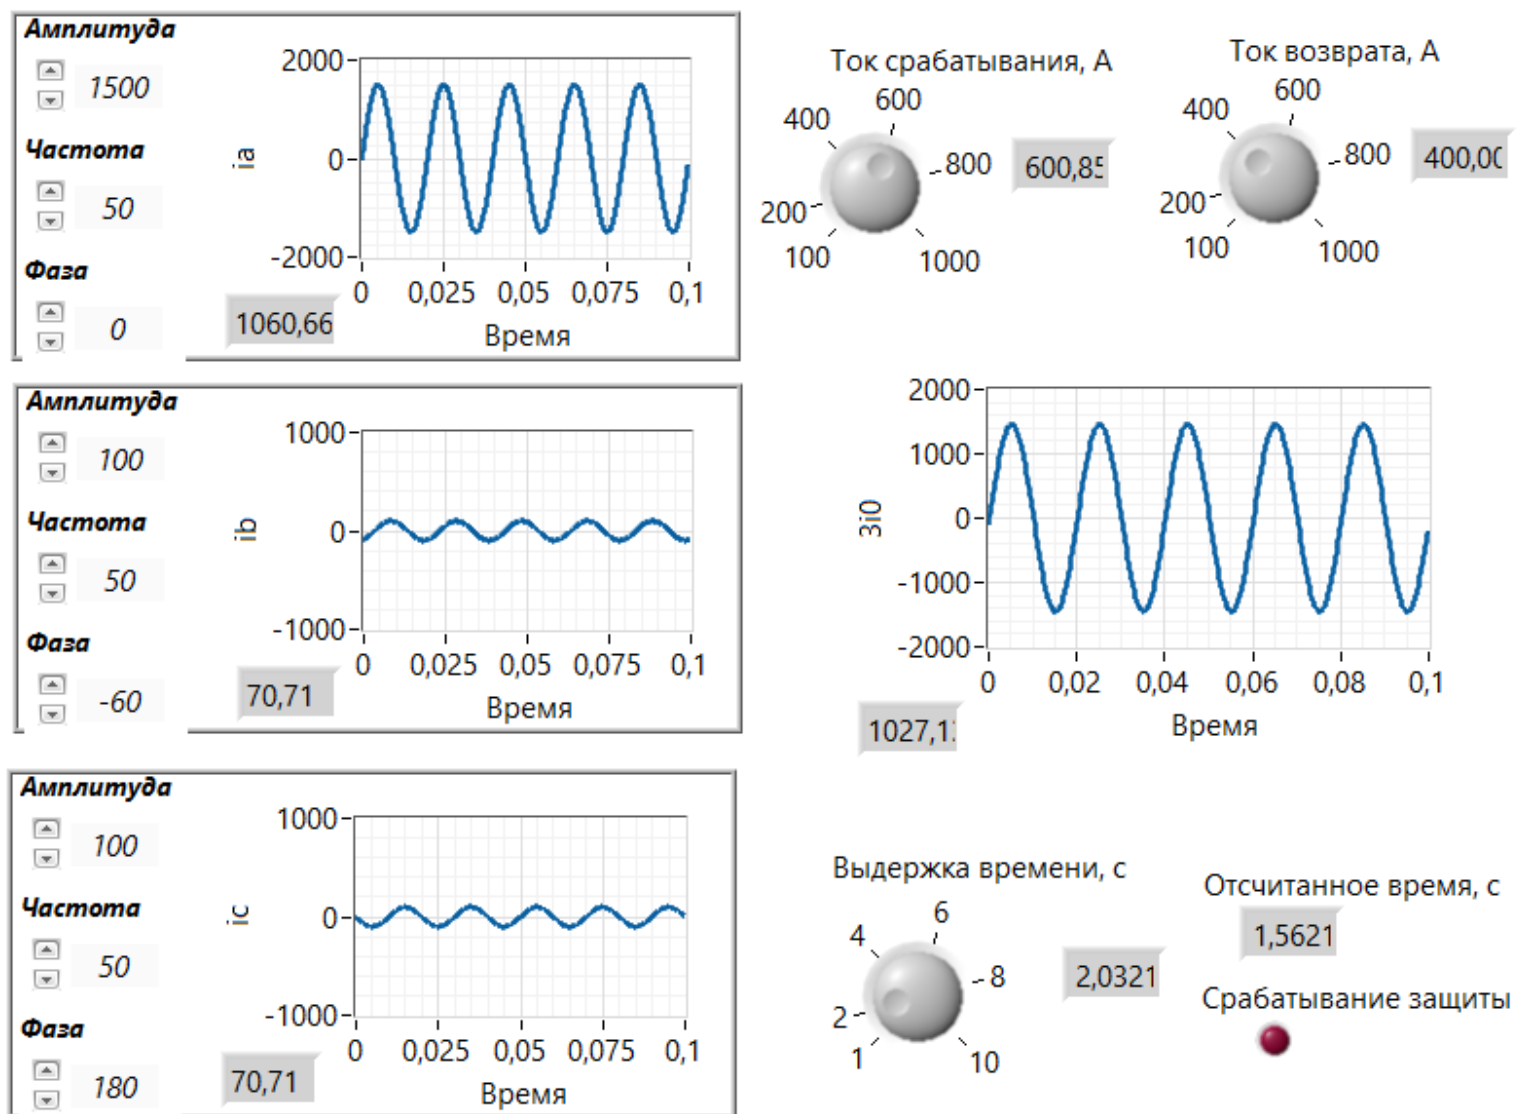 Амплитуда
1500
Частота
50
Фаза
0
ia
2000
0
-2000
0 0,025 0,05 0,075 0,1
Время
1060,66
Ток срабатывания, А
100 200 400 600 800 1000
600,85
Ток возврата, А
100 200 400 600 800 1000
400,00
Амплитуда
100
Частота
50
Фаза
-60
ib
1000
0
-1000
0 0,025 0,05 0,075 0,1
Время
70,71
3i0
2000
1000
0
-1000
-2000
0 0,02 0,04 0,06 0,08 0,1
Время
1027,1
Амплитуда
100
Частота
50
Фаза
180
ic
1000
0
-1000
0 0,025 0,05 0,075 0,1
Время
70,71
Выдержка времени, с
1 2 4 6 8 10
2,0321
Отсчитанное время, с
1,5621
Срабатывание защиты